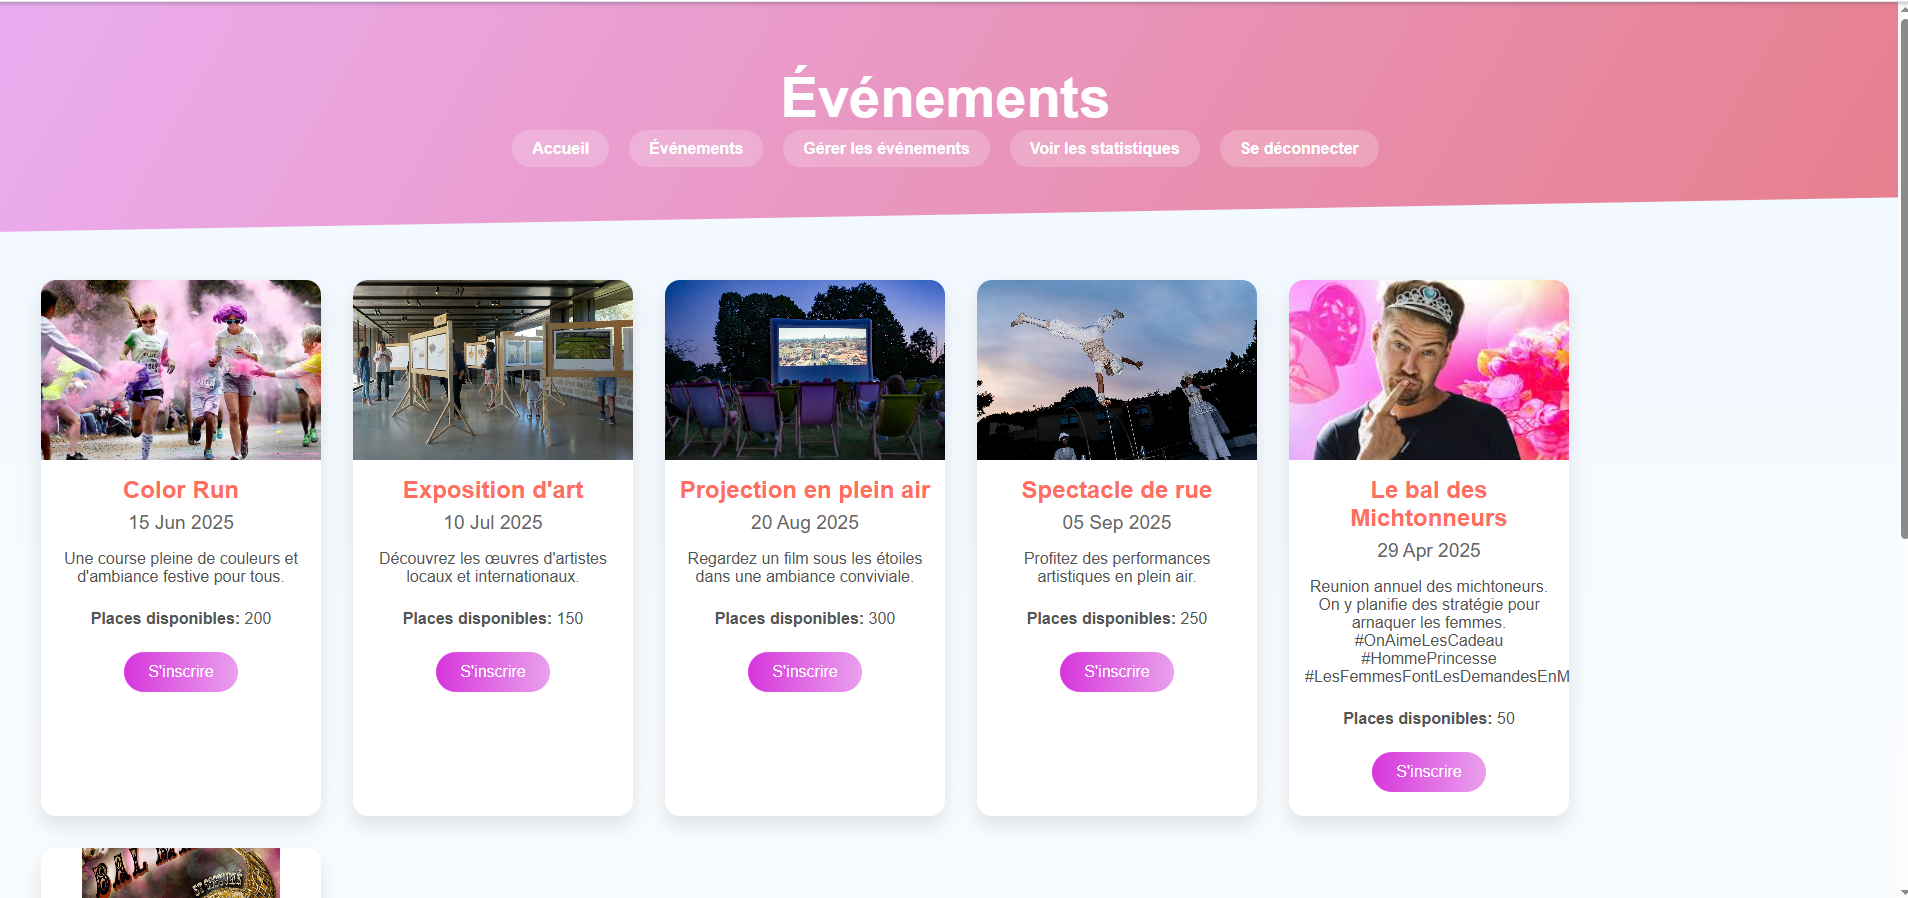 Événements
Accueil
Événements
Gérer les événements
Voir les statistiques
Se déconnecter
Color Run
15 Jun 2025
Une course pleine de couleurs et
d'ambiance festive pour tous.
Places disponibles: 200
S'inscrire
Exposition d'art
10 Jul 2025
Découvrez les œuvres d'artistes
locaux et internationaux.
Places disponibles: 150
S'inscrire
Projection en plein air
20 Aug 2025
Regardez un film sous les étoiles
dans une ambiance conviviale.
Places disponibles: 300
S'inscrire
Spectacle de rue
05 Sep 2025
Profitez des performances
artistiques en plein air.
Places disponibles: 250
S'inscrire
Le bal des
Michtonneurs
29 Apr 2025
Reunion annuel des michtoneurs.
On y planifie des stratégie pour
arnaquer les femmes.
#OnAimeLesCadeau
#HommePrincesse
#LesFemmesFontLesDemandesEnM
Places disponibles: 50
S'inscrire
BAL